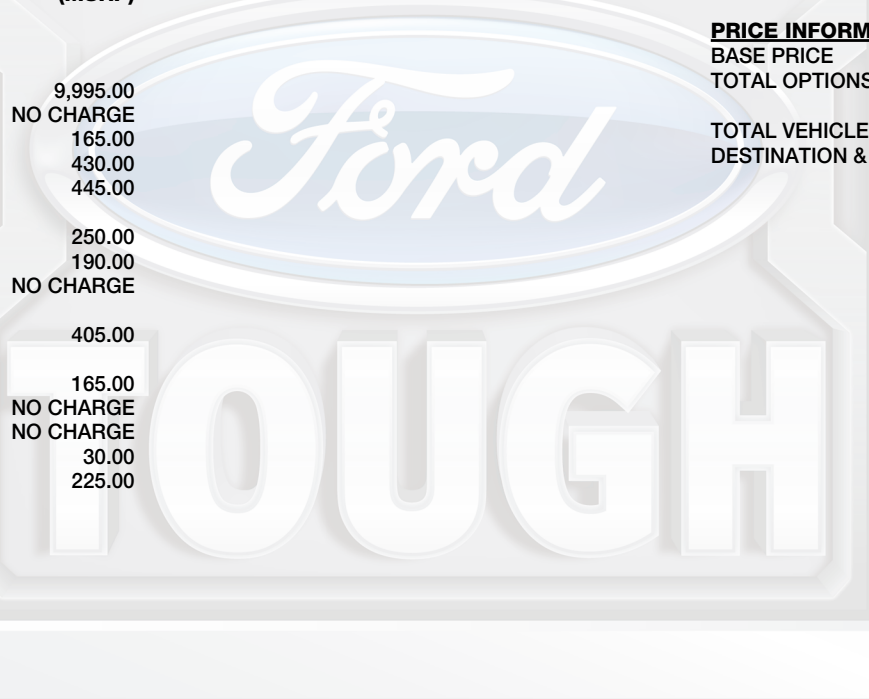 PRICE INFORM
BASE PRICE
TOTAL OPTIONS
TOTAL VEHICLE
DESTINATION &
9,995.00
NO CHARGE
165.00
430.00
445.00
250.00
190.00
NO CHARGE
405.00
165.00
NO CHARGE
NO CHARGE
30.00
225.00
Ford
TOUGH